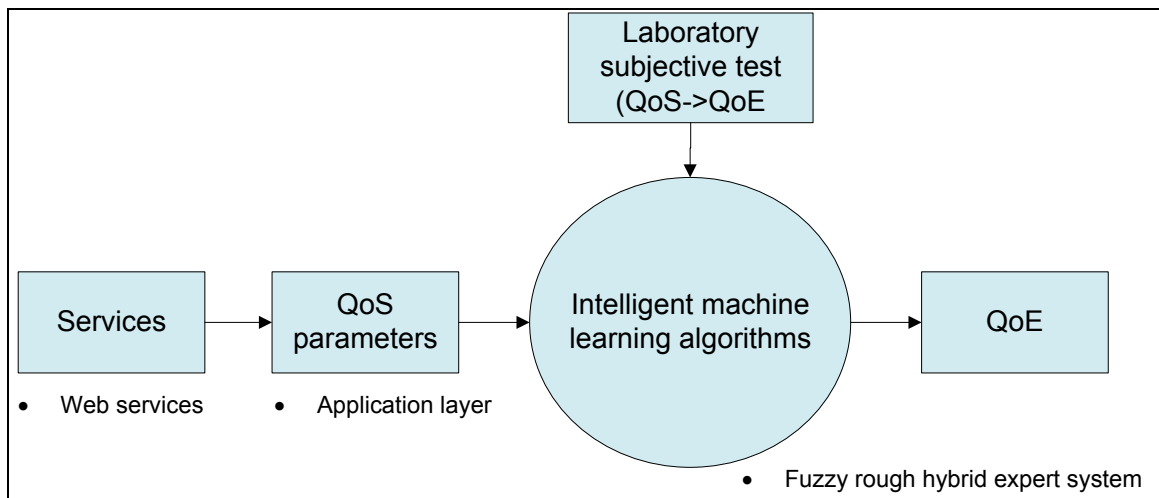 Laboratory
subjective test
(QoS->QoE
Services
QoS
parameters
Intelligent machine
learning algorithms
QoE
• Web services
• Application layer
• Fuzzy rough hybrid expert system